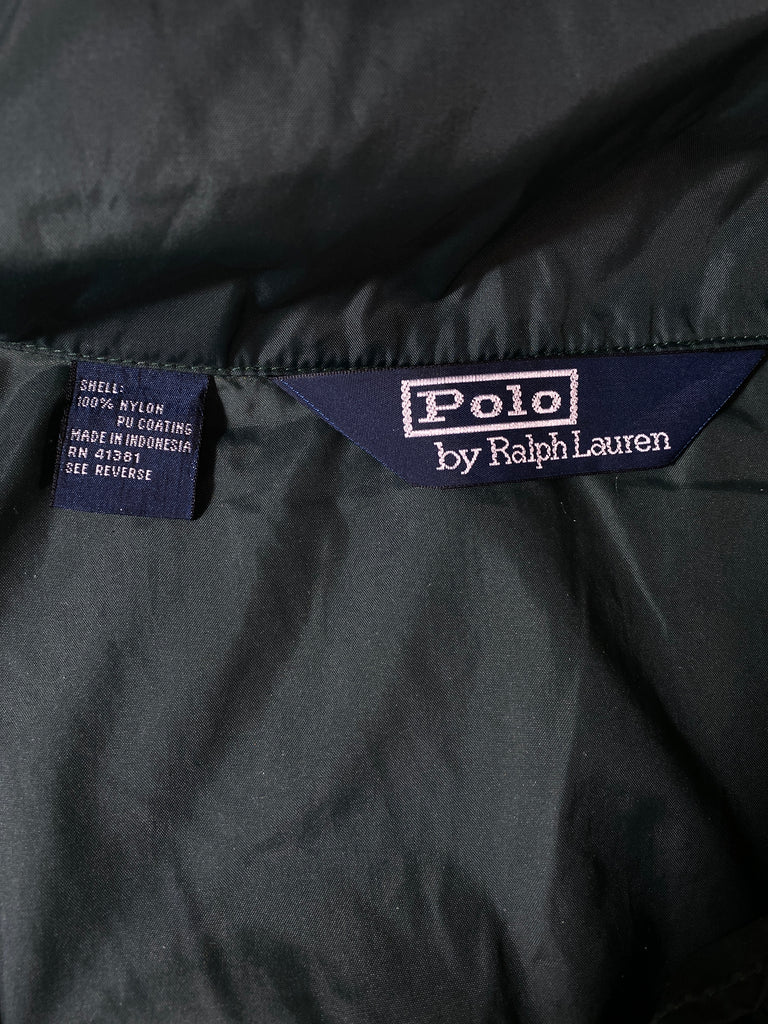 SHELL:
100% NYLON
PU COATING
MADE IN INDONESIA
RN 41381
SEE REVERSE
Polo
by Ralph Lauren